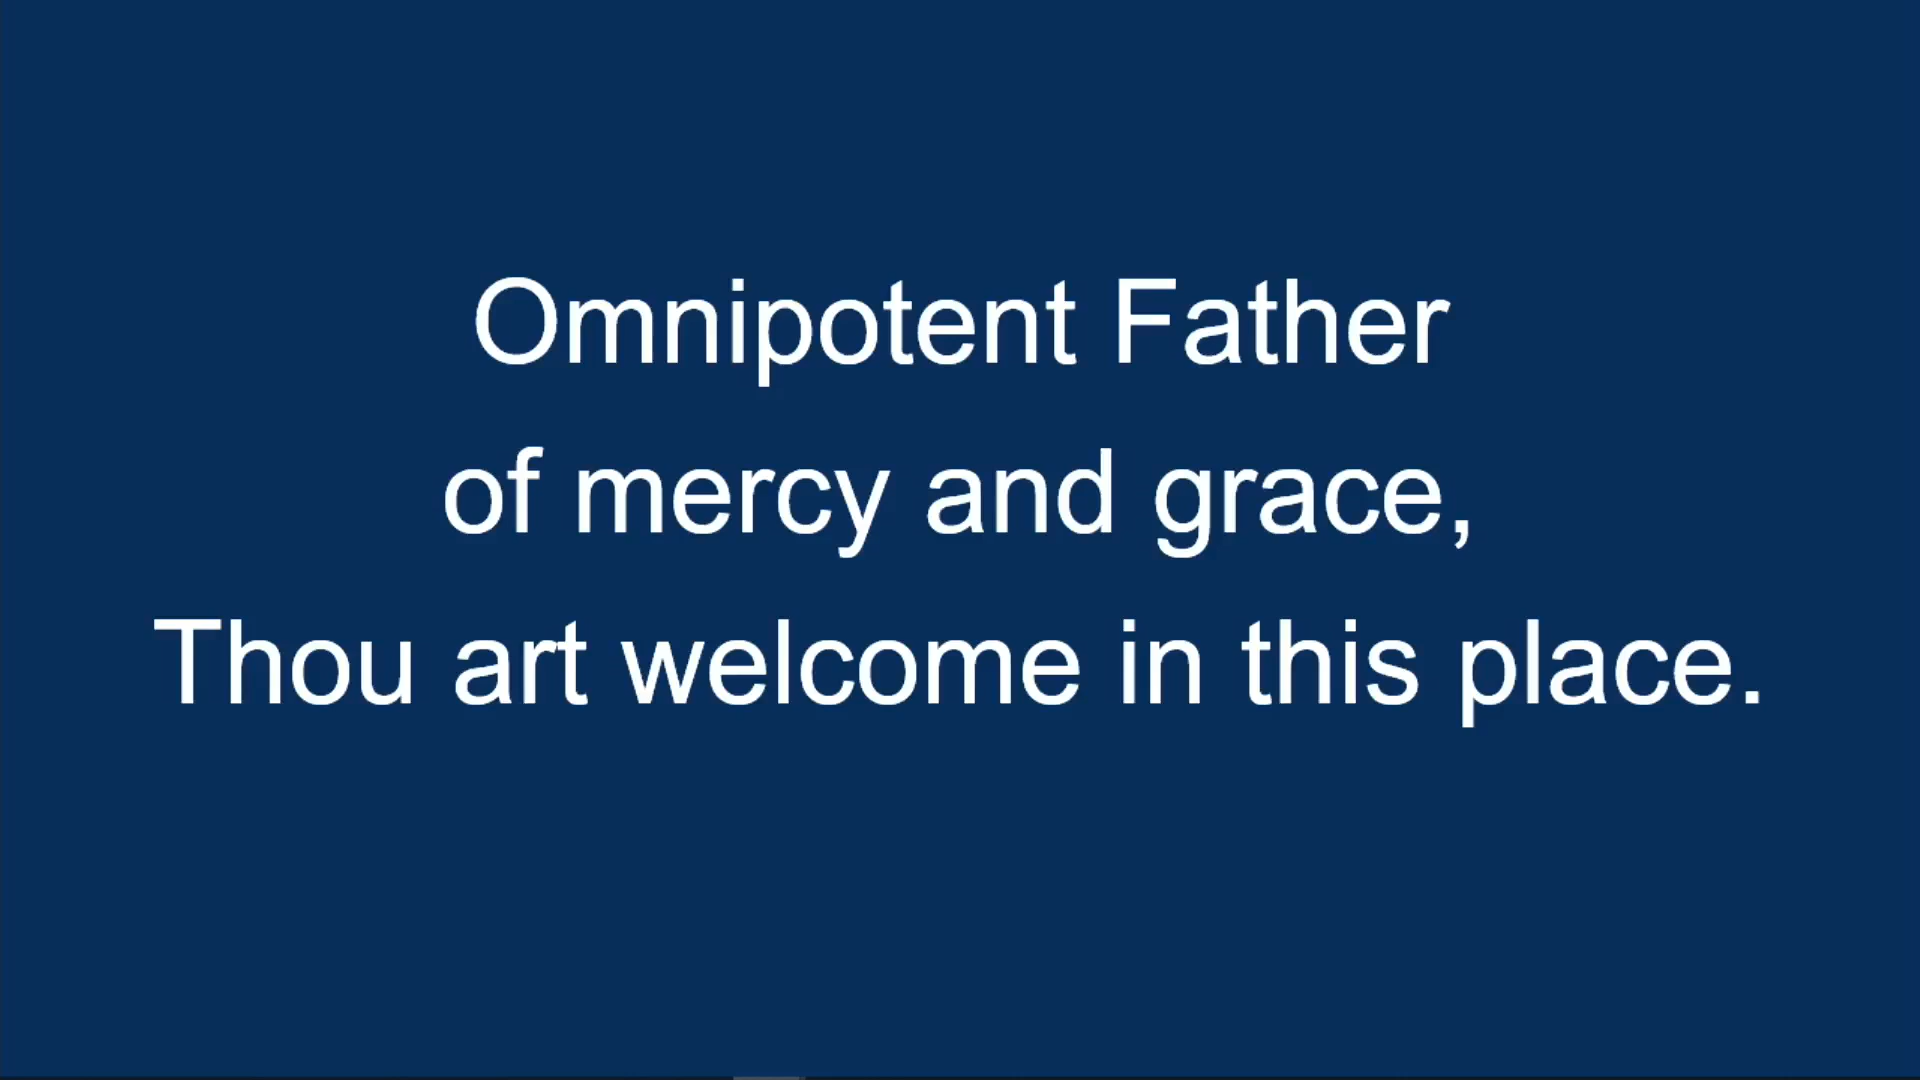 Omnipotent Father
of mercy and grace,
Thou art welcome in this place.